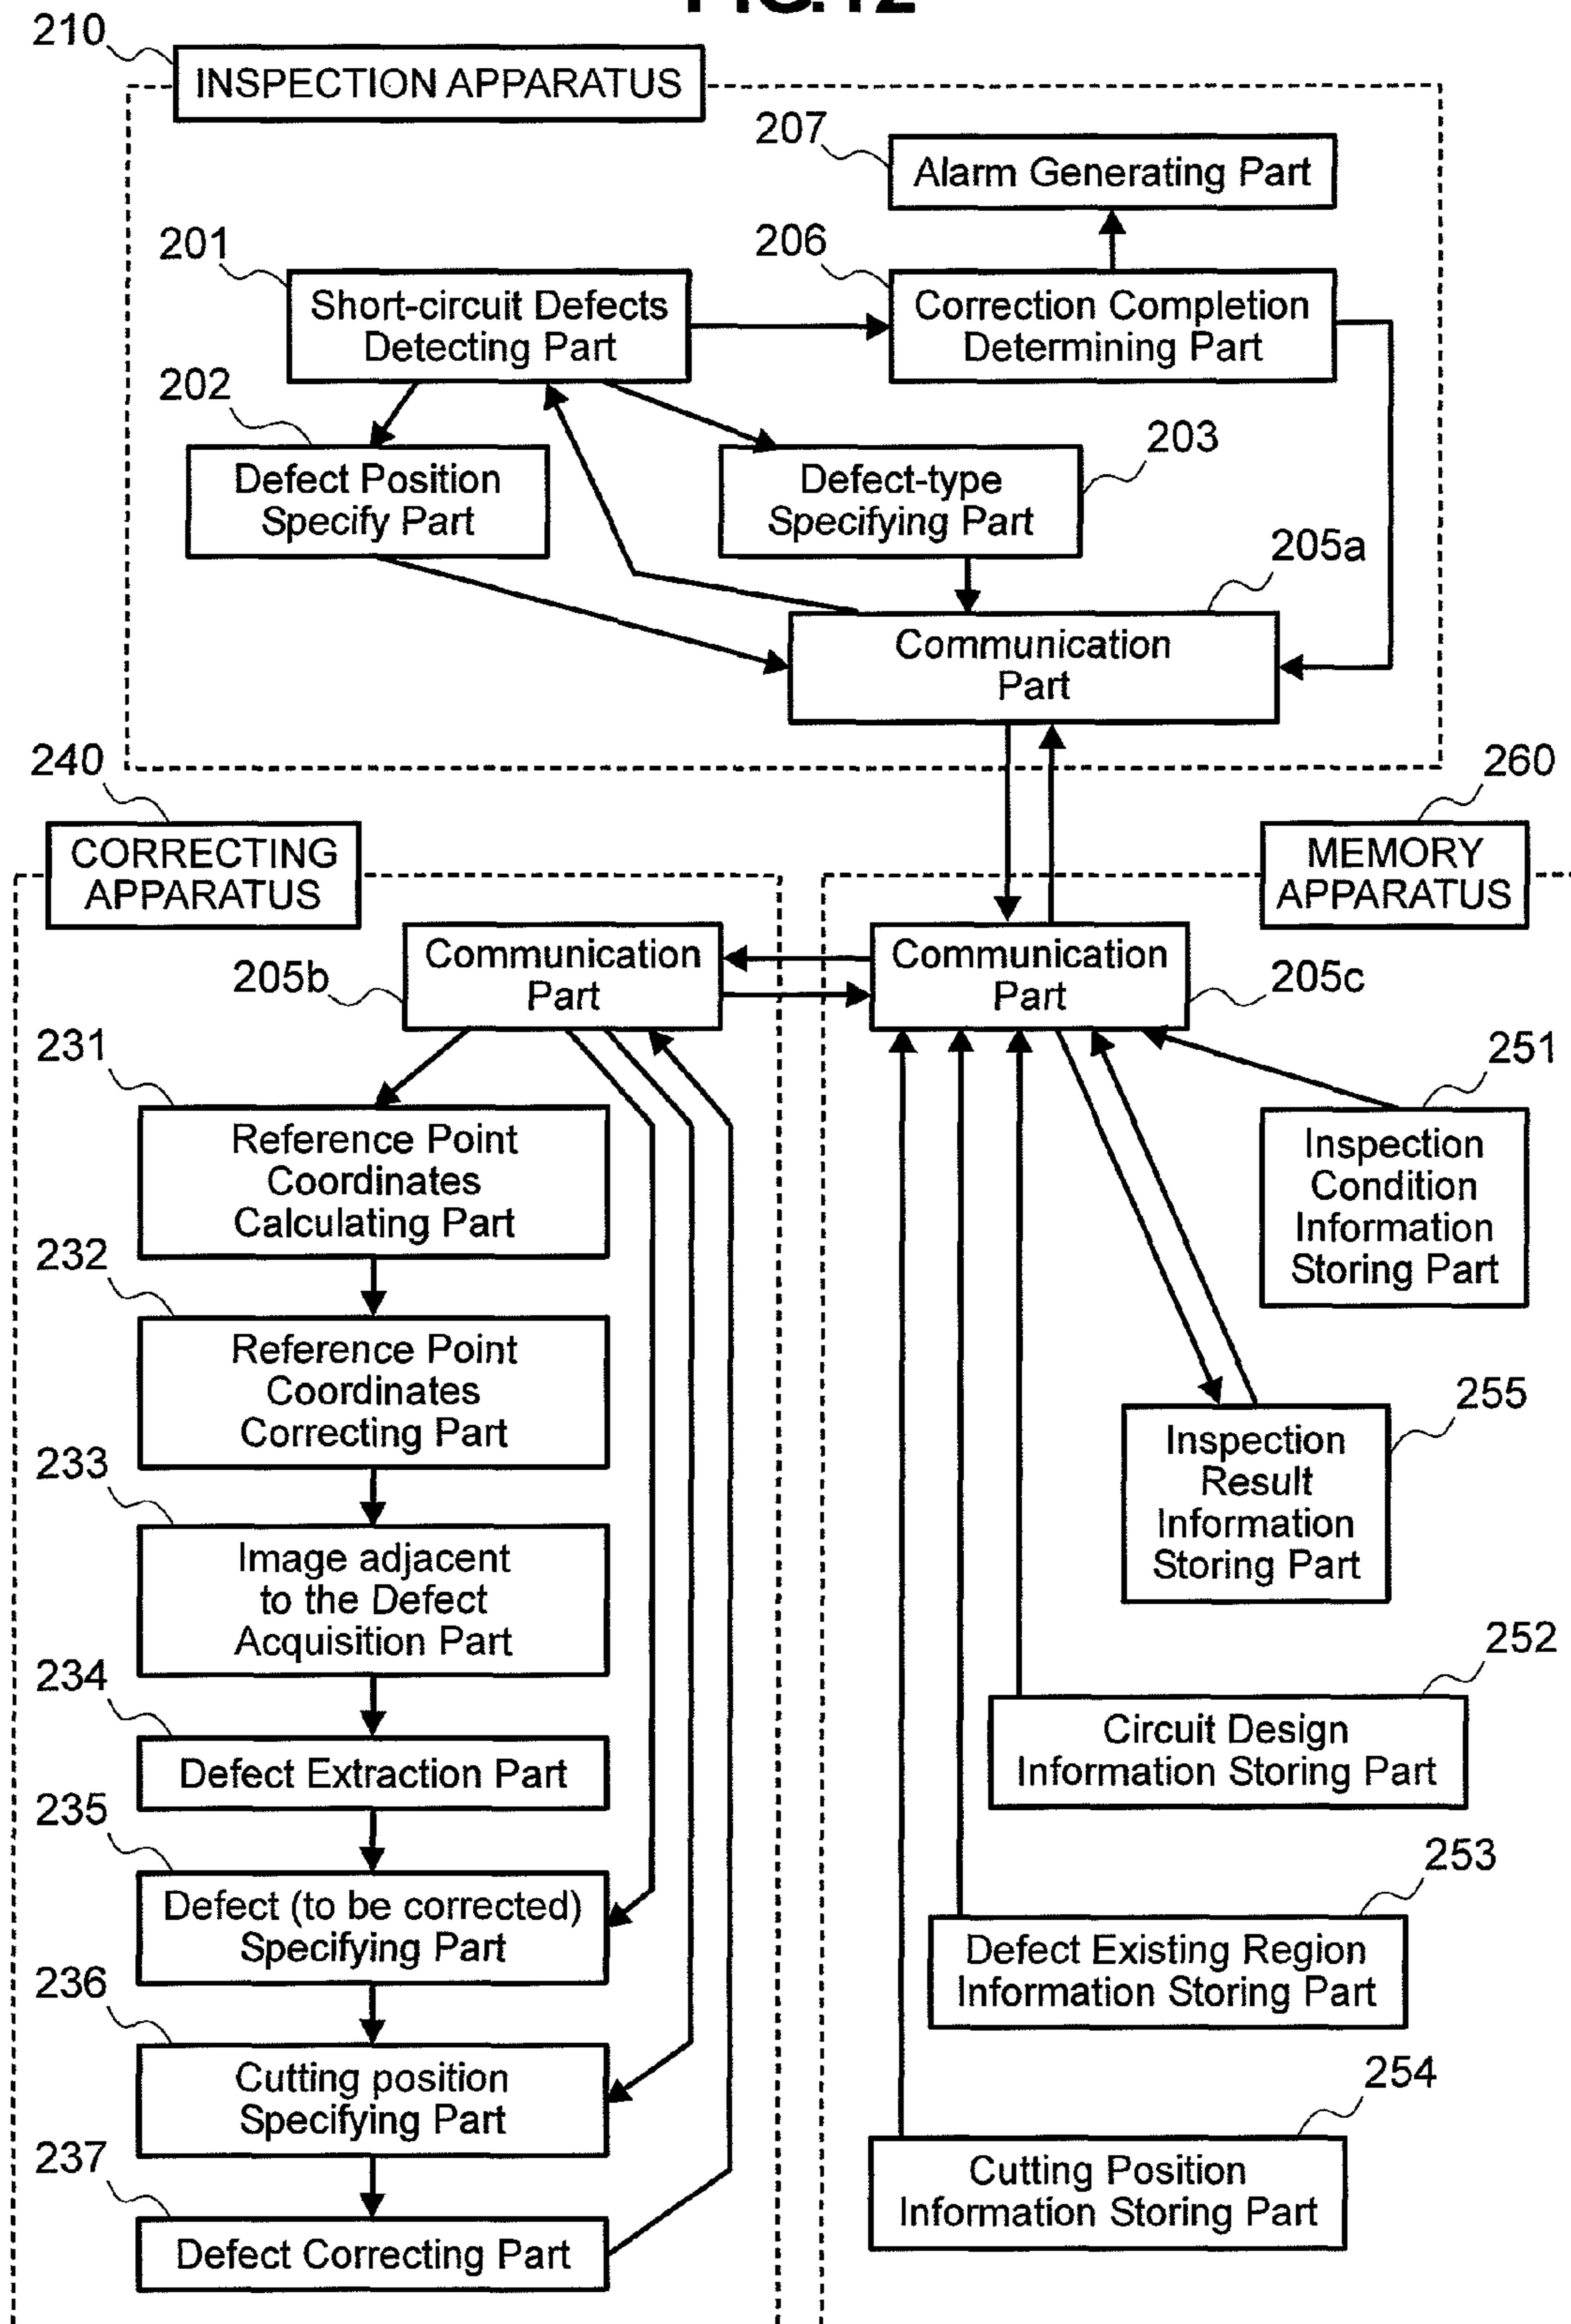 FIG.12
210
INSPECTION APPARATUS
207
Alarm Generating Part
201
206
Short-circuit Defects
Detecting Part
Correction Completion
Determining Part
202
203
Defect Position
Specify Part
Defect-type
Specifying Part
205a
Communication
Part
240
260
CORRECTING
APPARATUS
MEMORY
APPARATUS
205b
Communication
Part
Communication
Part
205c
231
Reference Point
Coordinates
Calculating Part
251
Inspection
Condition
Information
Storing Part
232
Reference Point
Coordinates
Correcting Part
255
Inspection
Result
Information
Storing Part
233
Image adjacent
to the Defect
Acquisition Part
234
Defect Extraction Part
252
Circuit Design
Information Storing Part
235
Defect (to be corrected)
Specifying Part
253
Defect Existing Region
Information Storing Part
236
Cutting position
Specifying Part
254
Cutting Position
Information Storing Part
237
Defect Correcting Part